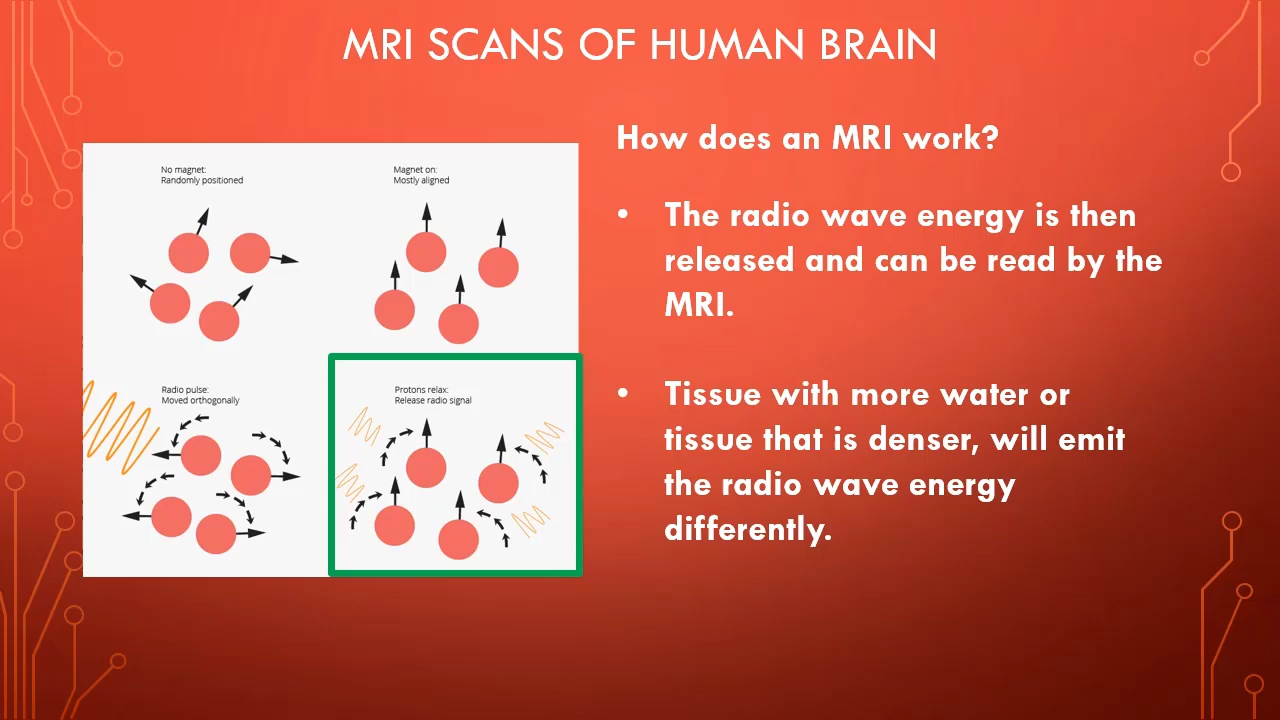 MRI SCANS OF HUMAN BRAIN
No magnet:
Randomly positioned
Magnet on:
Mostly aligned
Radio pulse:
Moved orthogonally
Protons relax:
Release radio signal
How does an MRI work?
• The radio wave energy is then
released and can be read by the
MRI.
• Tissue with more water or
tissue that is denser, will emit
the radio wave energy
differently.